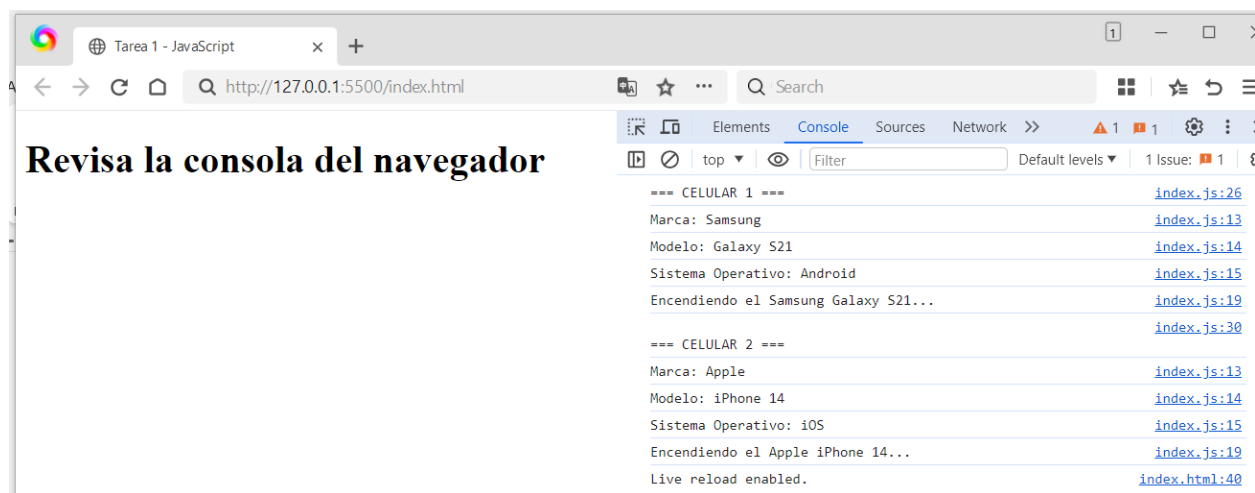 Tarea 1 - JavaScript
1
http://127.0.0.1:5500/index.html
Search
Revisa la consola del navegador
Elements Console Sources Network 1 1
top Filter Default levels 1 Issue: 1
=== CELULAR 1 === index.js:26
Marca: Samsung index.js:13
Modelo: Galaxy S21 index.js:14
Sistema Operativo: Android index.js:15
Encendiendo el Samsung Galaxy S21... index.js:19
index.js:30
=== CELULAR 2 ===
Marca: Apple index.js:13
Modelo: iPhone 14 index.js:14
Sistema Operativo: iOS index.js:15
Encendiendo el Apple iPhone 14... index.js:19
Live reload enabled. index.html:40